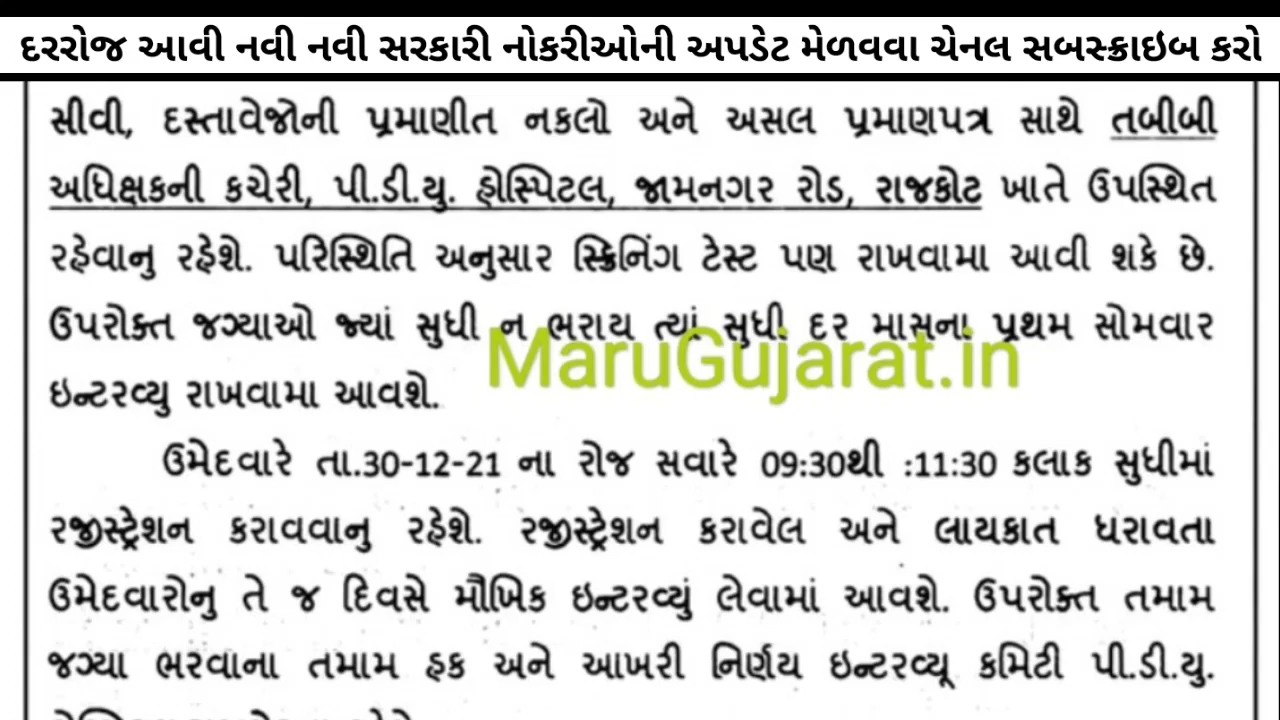 દરરોજ આવી નવી નવી સરકારી નોકરીઓની અપડેટ મેળવવા ચેનલ સબસ્ક્રાઇબ કરો
સીવી, દસ્તાવેજોની પ્રમાણીત નકલો અને અસલ પ્રમાણપત્ર સાથે તબીબી
અધિક્ષકની કચેરી, પી.ડી.યુ. હોસ્પિટલ, જામનગર રોડ, રાજકોટ ખાતે ઉપસ્થિત
રહેવાનુ રહેશે. પરિસ્થિતિ અનુસાર સ્ક્રિનિંગ ટેસ્ટ પણ રાખવામા આવી શકે છે.
ઉપરોક્ત જગ્યાઓ જ્યાં સુધી ન ભરાય ત્યાં સુધી દર માસના પ્રથમ સોમવાર
MaruGujarat.in
ઇન્ટરવ્યુ રાખવામા આવશે.
ઉમેદવારે તા.30-12-21 ના રોજ સવારે 09:30થી :11:30 કલાક સુધીમાં
રજીસ્ટ્રેશન કરાવવાનુ રહેશે. રજીસ્ટ્રેશન કરાવેલ અને લાયકાત ધરાવતા
ઉમેદવારોનુ તે જ દિવસે મૌખિક ઇન્ટરવ્યું લેવામાં આવશે. ઉપરોક્ત તમામ
જગ્યા ભરવાના તમામ હક અને આખરી નિર્ણય ઇન્ટરવ્યૂ કમિટી પી.ડી.યુ.